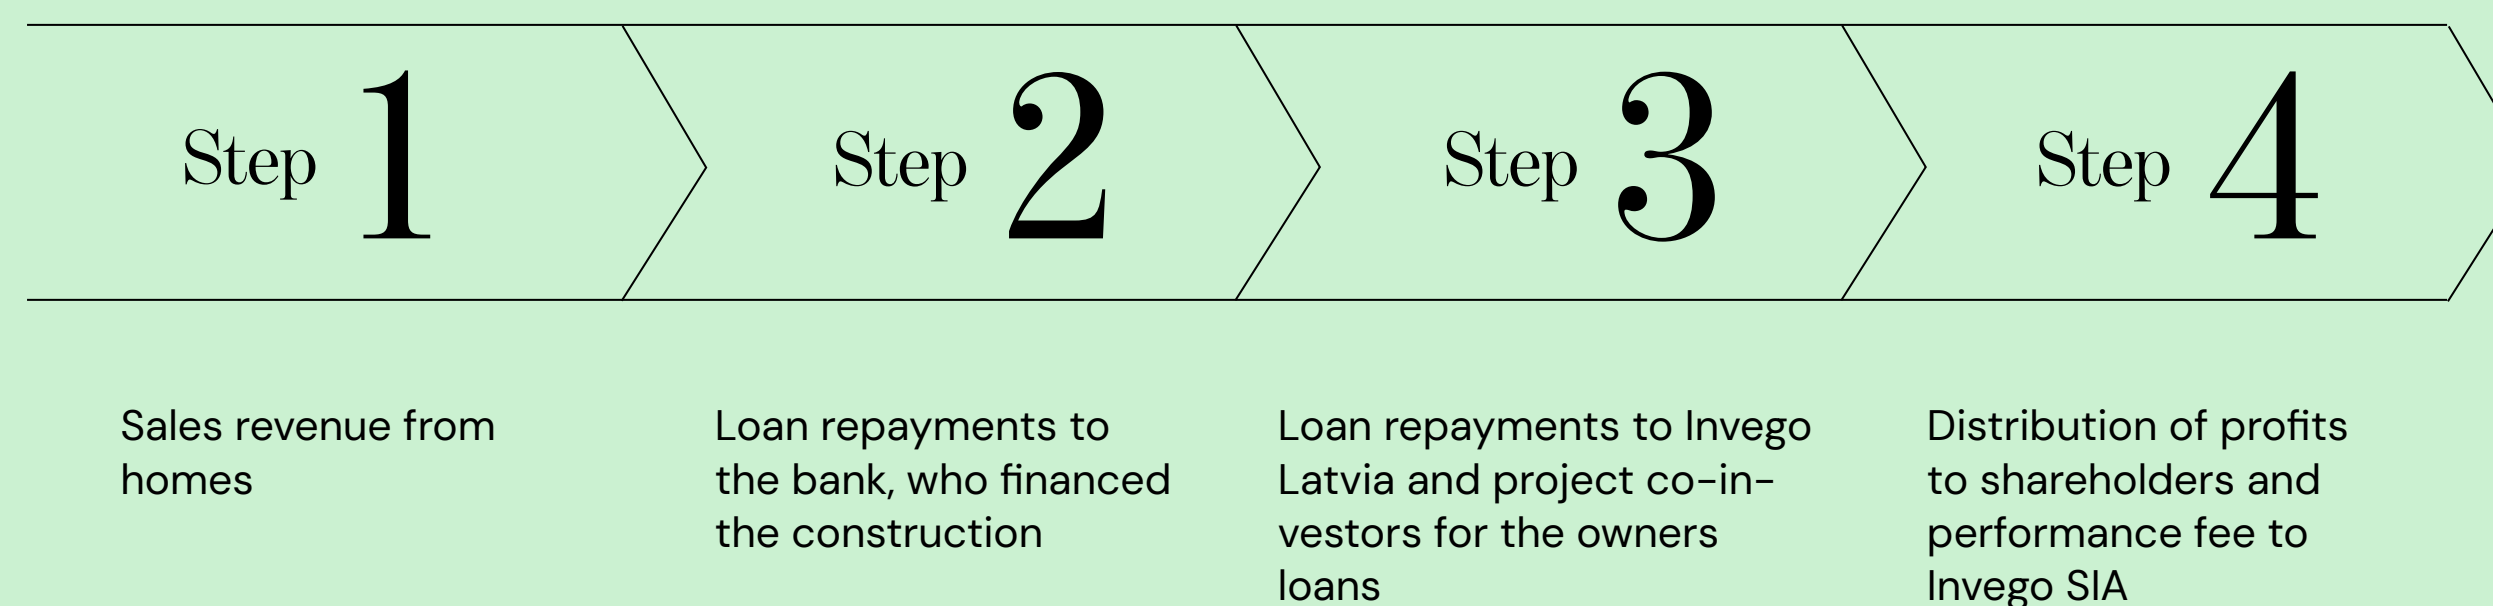 Step 1
Step 2
Step 3
Step 4
Sales revenue from
homes
Loan repayments to
the bank, who financed
the construction
Loan repayments to Invego
Latvia and project co-in-
vestors for the owners
loans
Distribution of profits
to shareholders and
performance fee to
Invego SIA